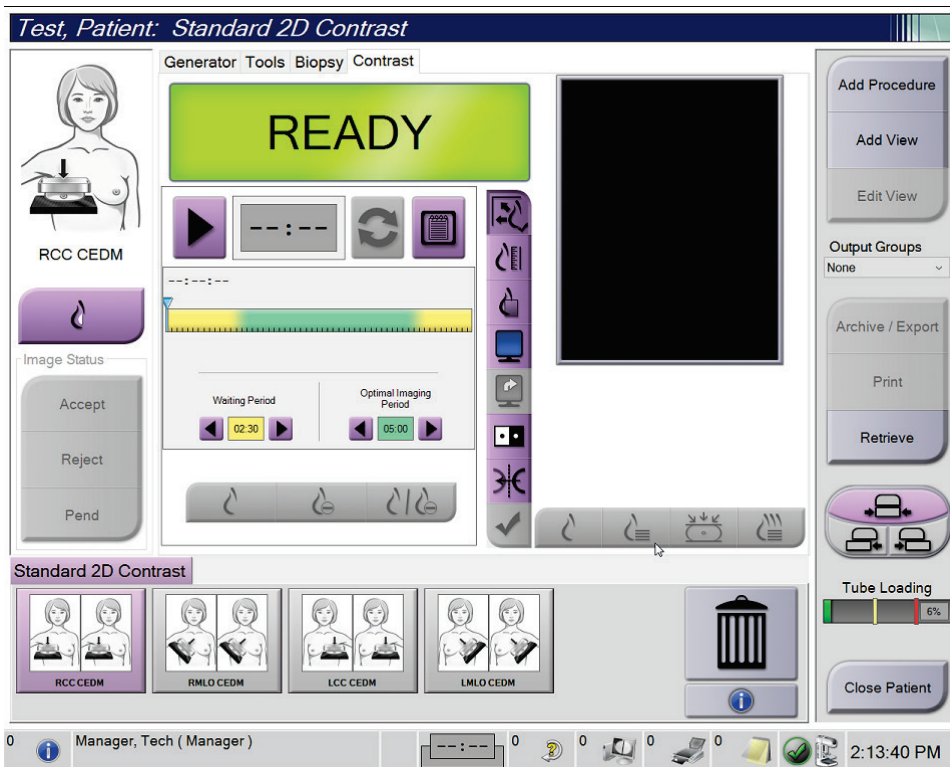 Test, Patient: Standard 2D Contrast
Generator Tools Biopsy Contrast
READY
RCC CEDM
--:--
--:--:--
Image Status
Accept
Reject
Pend
Waiting Period
02:30
Optimal Imaging
Period
05:00
Add Procedure
Add View
Edit View
Output Groups
None
Archive / Export
Print
Retrieve
Tube Loading
6%
Close Patient
Standard 2D Contrast
RCC CEDM
RMLO CEDM
LCC CEDM
LMLO CEDM
0
Manager, Tech ( Manager )
--:--
0
0
0
0
2:13:40 PM